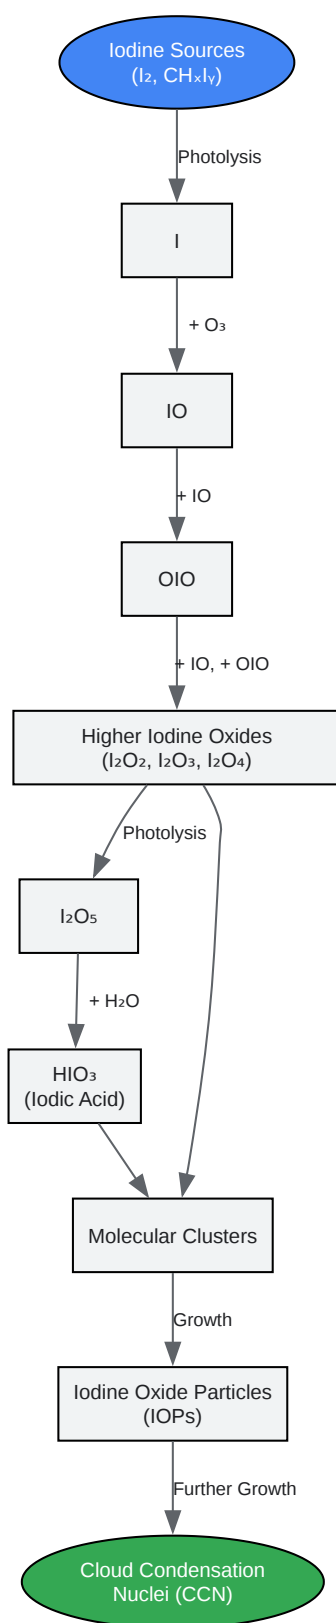 Iodine Sources
(I₂, CHₓIᵧ)
Photolysis
I
+ O₃
IO
+ IO
OIO
+ IO, + OIO
Higher Iodine Oxides
(I₂O₂, I₂O₃, I₂O₄)
Photolysis
I₂O₅
+ H₂O
HIO₃
(Iodic Acid)
Molecular Clusters
Growth
Iodine Oxide Particles
(IOPs)
Further Growth
Cloud Condensation
Nuclei (CCN)